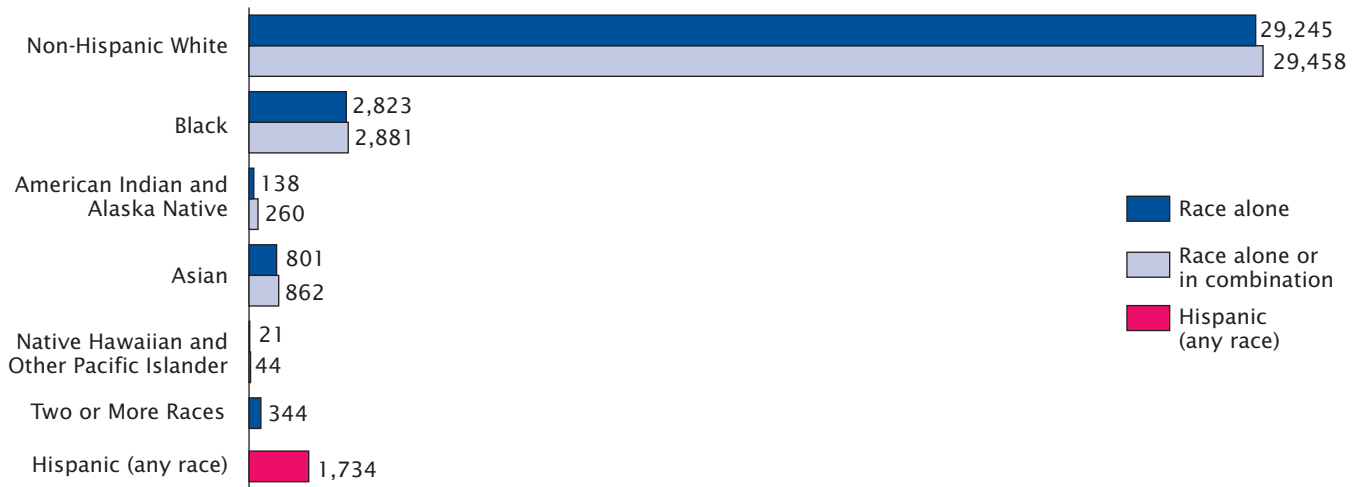 Non-Hispanic White
29,245
29,458
Black
2,823
2,881
American Indian and
Alaska Native
138
260
Asian
801
862
Native Hawaiian and
Other Pacific Islander
21
44
Two or More Races
344
Hispanic (any race)
1,734
Race alone
Race alone or
in combination
Hispanic
(any race)